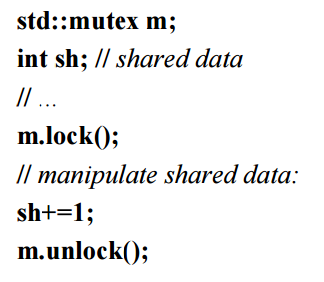 std::mutex m;
int sh; // shared data
// ...
m.lock();
// manipulate shared data:
sh+=1;
m.unlock();